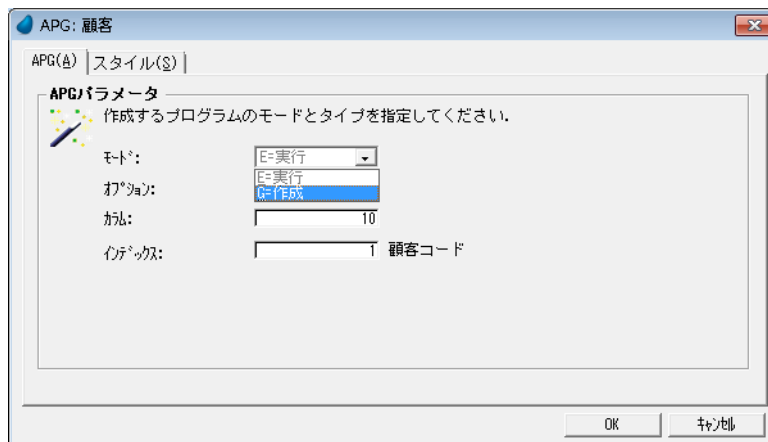 APG: 顧客
APG(A) スタイル(S)
APGパラメータ
作成するプログラムのモードとタイプを指定してください.
ﾓｰﾄﾞ: E=実行
E=実行
ｵﾌﾟｼｮﾝ: G=作成
ｶﾗﾑ: 10
ｲﾝﾃﾞｯｸｽ: 1 顧客コード
OK ｷｬﾝｾﾙ